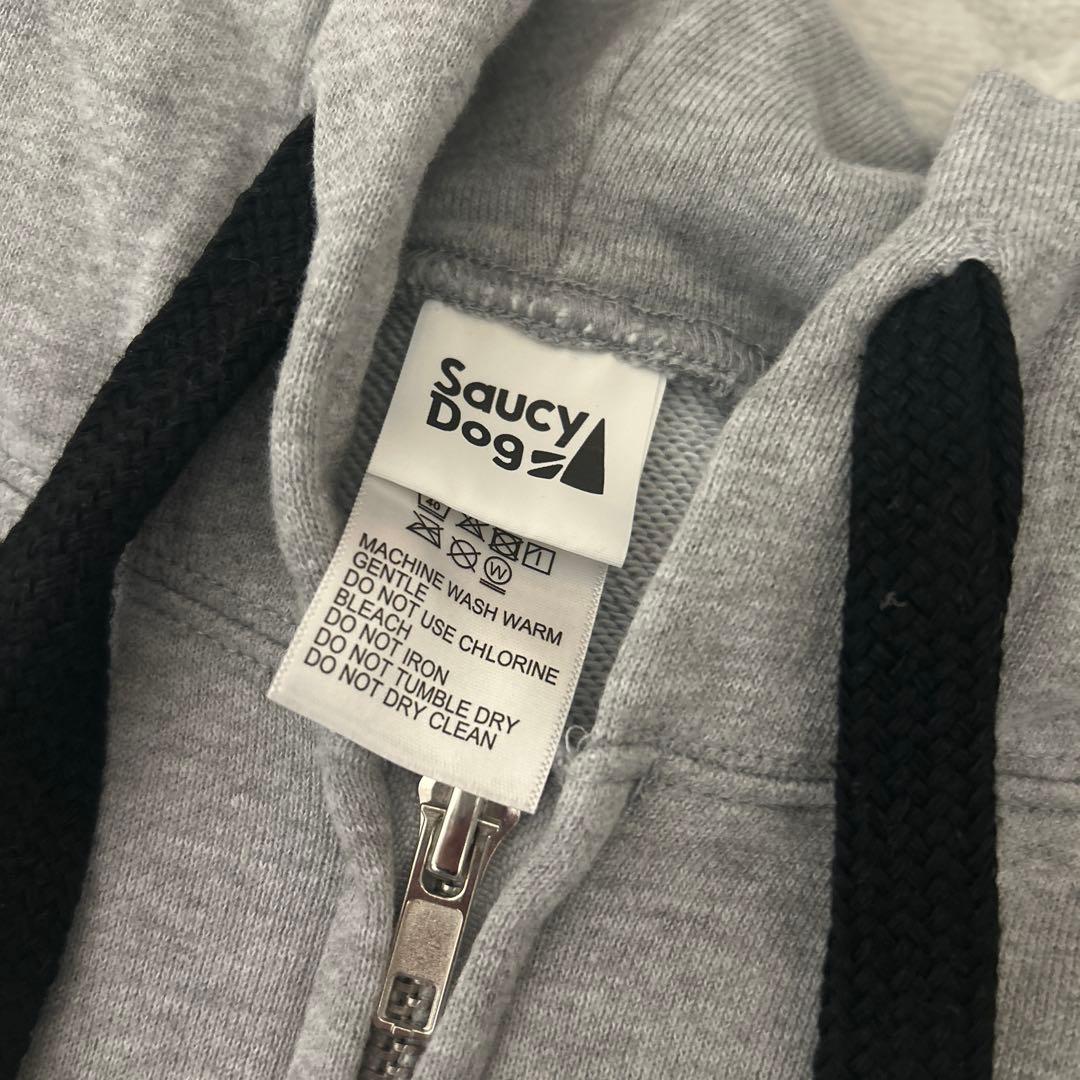 Saucy
Dog
40
W
MACHINE WASH WARM
GENTLE
DO NOT USE CHLORINE
BLEACH
DO NOT IRON
DO NOT TUMBLE DRY
DO NOT DRY CLEAN